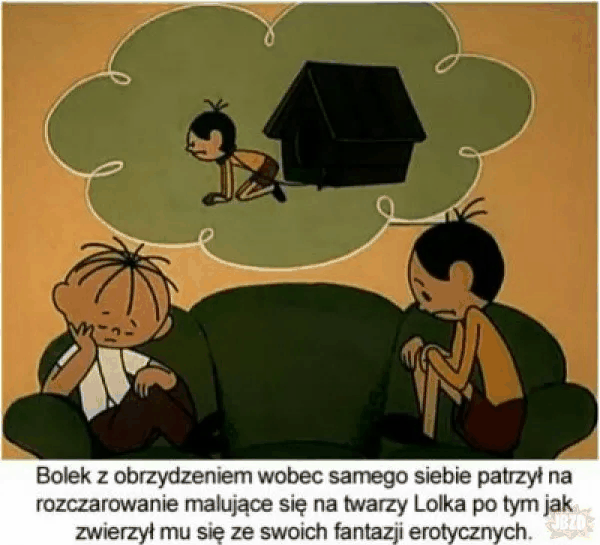 Bolek z obrzydzeniem wobec samego siebie patrzył na
rozczarowanie malujące się na twarzy Lolka po tym jak
zwierzył mu się ze swoich fantazji erotycznych.
JBZD